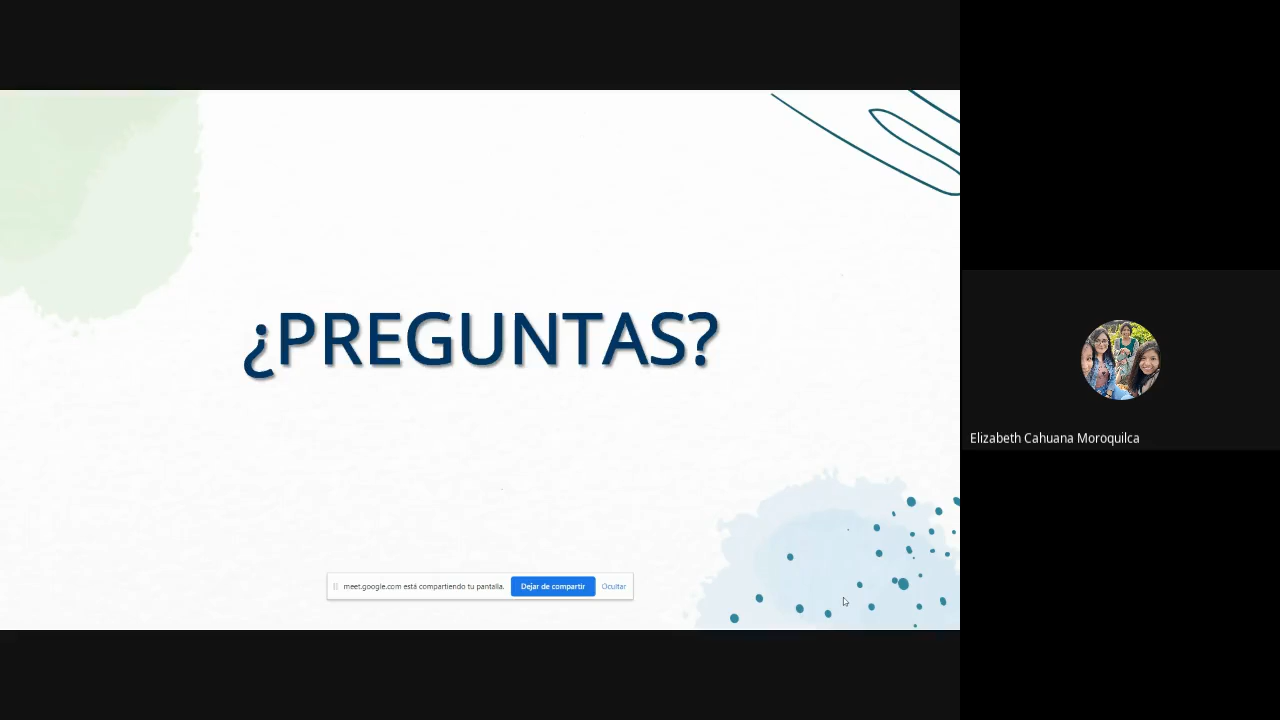 ¿PREGUNTAS?
meet.google.com está compartiendo tu pantalla. Dejar de compartir Ocultar
Elizabeth Cahuana Moroquilca